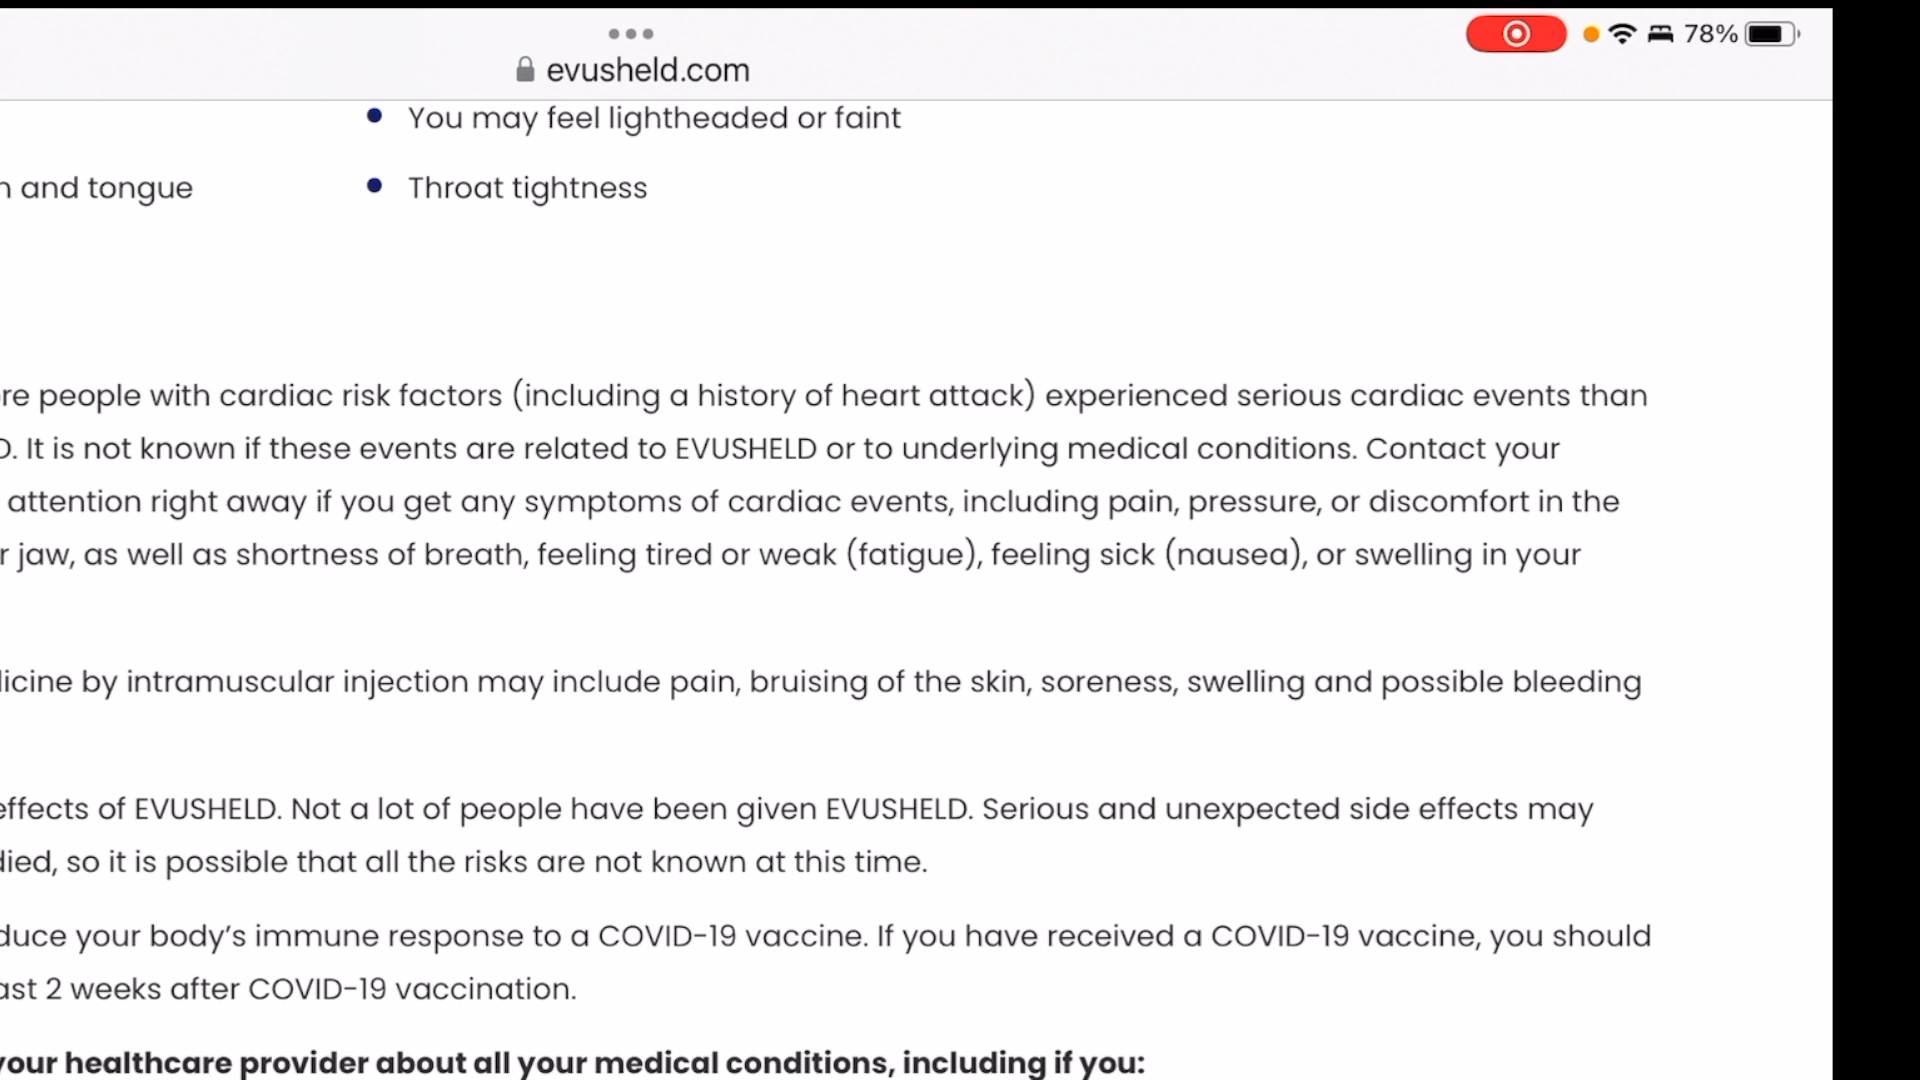 78%
evusheld.com
You may feel lightheaded or faint
and tongue
Throat tightness
people with cardiac risk factors (including a history of heart attack) experienced serious cardiac events than
It is not known if these events are related to EVUSHELD or to underlying medical conditions. Contact your
attention right away if you get any symptoms of cardiac events, including pain, pressure, or discomfort in the
jaw, as well as shortness of breath, feeling tired or weak (fatigue), feeling sick (nausea), or swelling in your
by intramuscular injection may include pain, bruising of the skin, soreness, swelling and possible bleeding
effects of EVUSHELD. Not a lot of people have been given EVUSHELD. Serious and unexpected side effects may
so it is possible that all the risks are not known at this time.
your body’s immune response to a COVID-19 vaccine. If you have received a COVID-19 vaccine, you should
2 weeks after COVID-19 vaccination.
your healthcare provider about all your medical conditions, including if you: